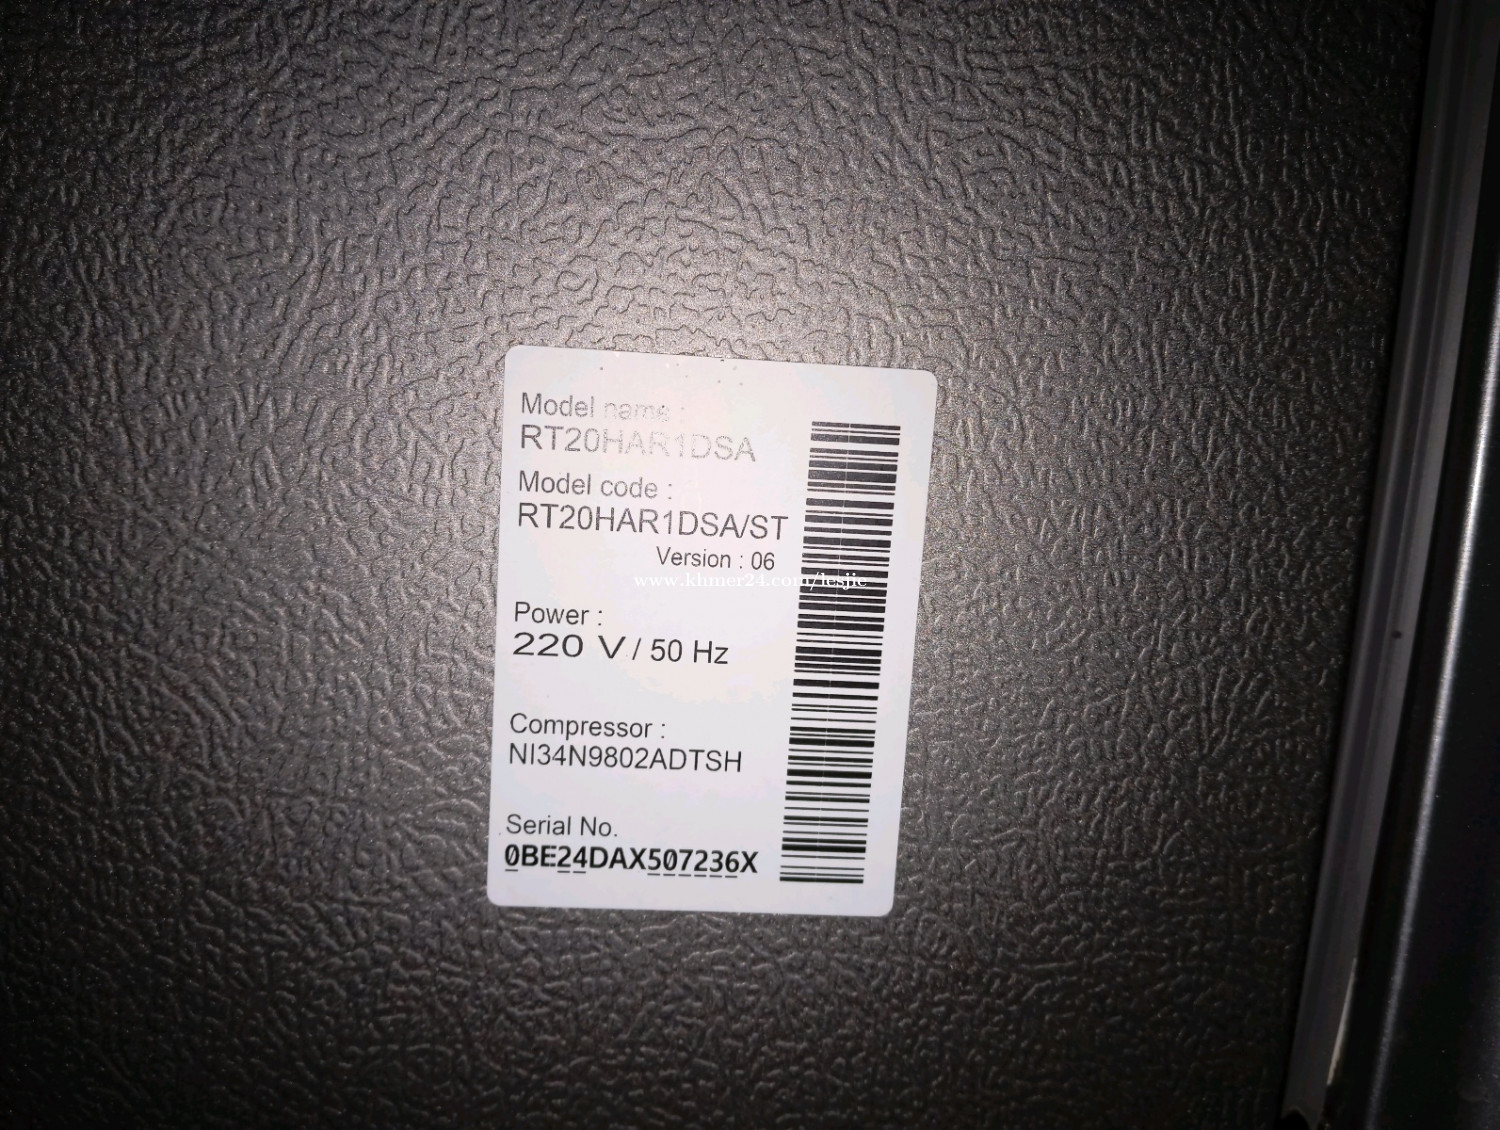 Model name :
RT20HAR1DSA
Model code :
RT20HAR1DSA/ST
Version : 06
www.khmer24.com/lesjie
Power :
220 V / 50 Hz
Compressor :
NI34N9802ADTSH
Serial No.
0BE24DAX507236X